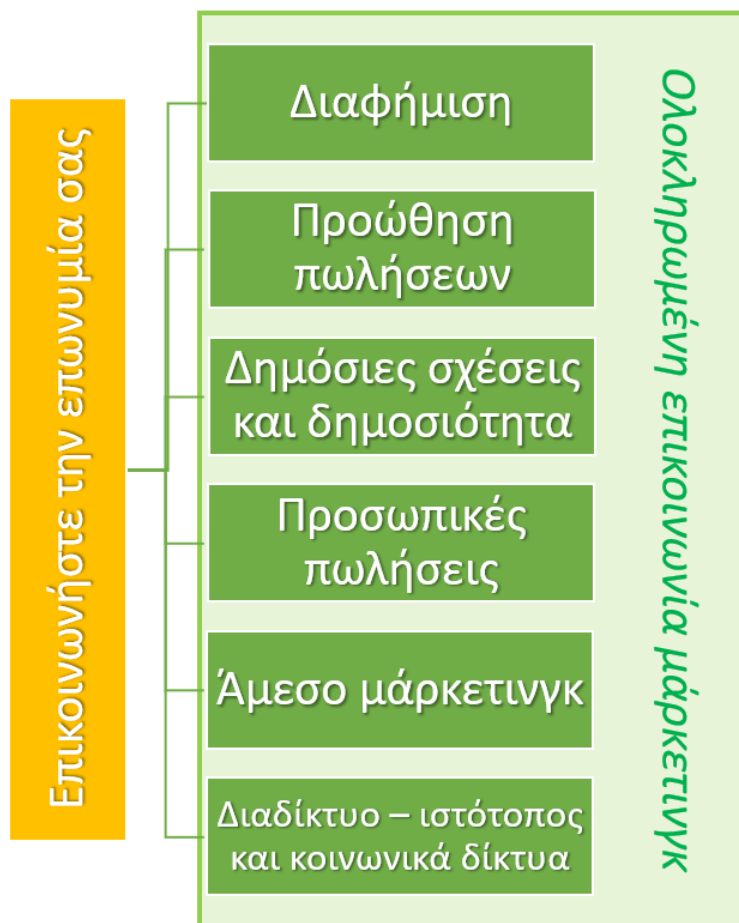 Επικοινωνήστε την επωνυμία σας
Διαφήμιση
Προώθηση
πωλήσεων
Δημόσιες σχέσεις
και δημοσιότητα
Προσωπικές
πωλήσεις
Άμεσο μάρκετινγκ
Διαδίκτυο – ιστότοπος
και κοινωνικά δίκτυα
Ολοκληρωμένη επικοινωνία μάρκετινγκ